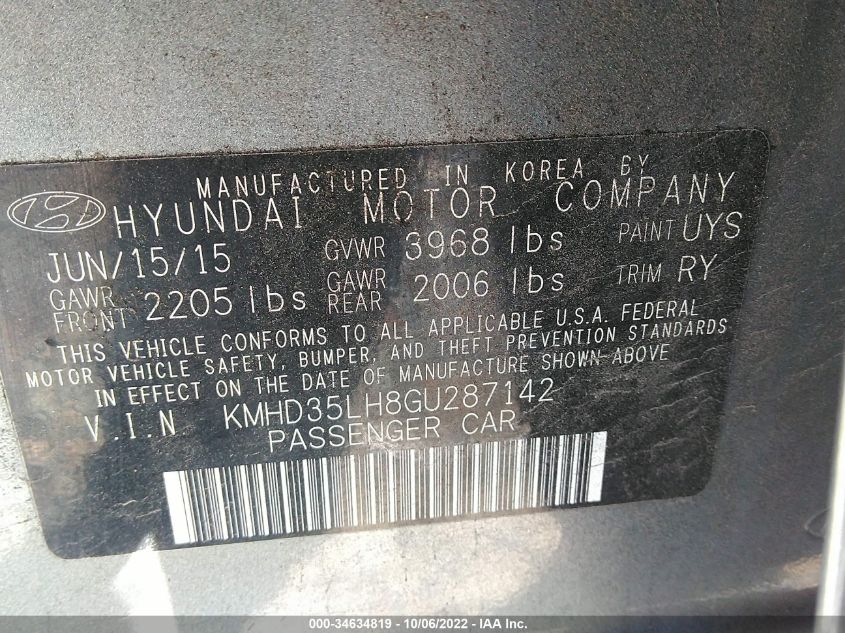 MANUFACTURED IN KOREA BY
HYUNDAI MOTOR COMPANY
JUN/15/15 GVWR 3968 lbs PAINT UYS
GAWR FRONT 2205 lbs GAWR REAR 2006 lbs TRIM RY
THIS VEHICLE CONFORMS TO ALL APPLICABLE U.S.A. FEDERAL
MOTOR VEHICLE SAFETY, BUMPER, AND THEFT PREVENTION STANDARDS
IN EFFECT ON THE DATE OF MANUFACTURE SHOWN ABOVE
V.I.N KMHD35LH8GU287142
PASSENGER CAR
000-34634819 - 10/06/2022 - IAA Inc.